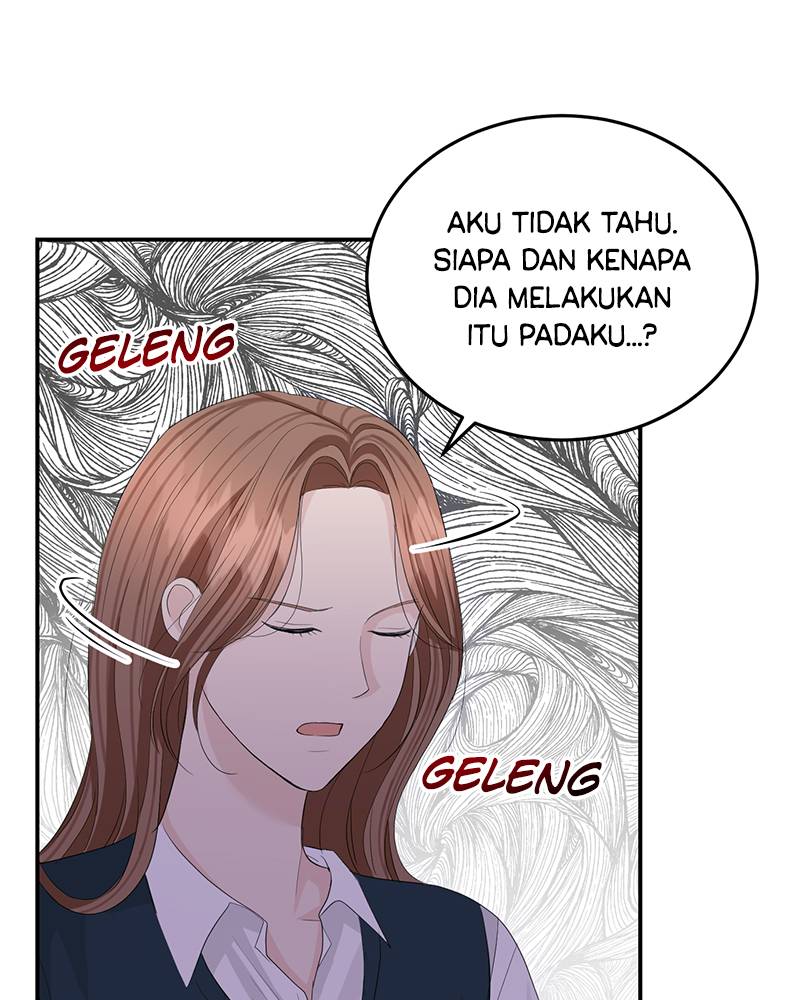 AKU TIDAK TAHU.
SIAPA DAN KENAPA
DIA MELAKUKAN
ITU PADAKU...?
GELENG
GELENG